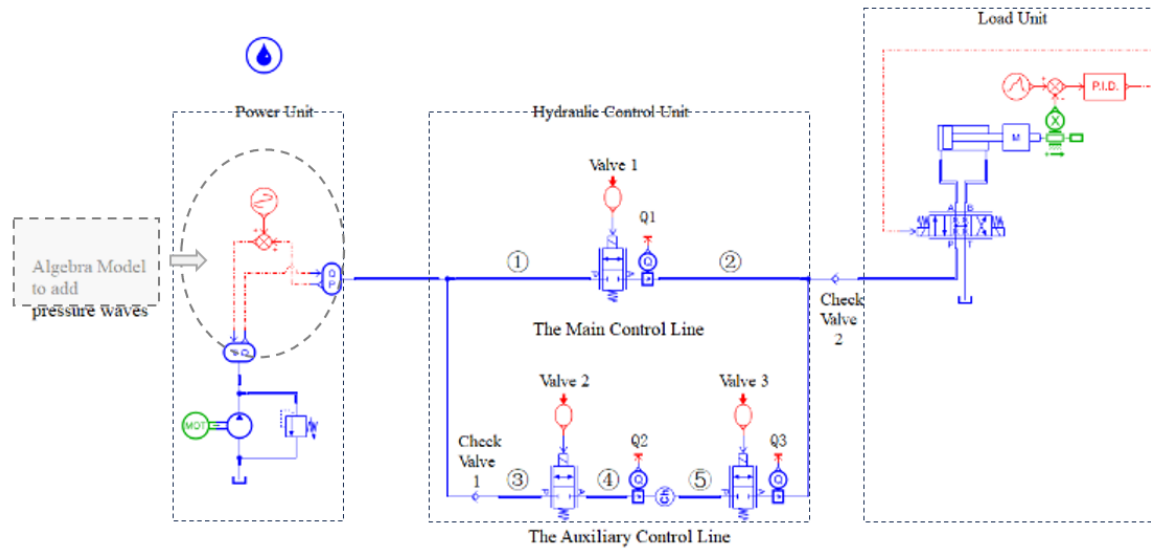 Load Unit
Power Unit
Hydraulic Control Unit
P.I.D.
X
M
Valve 1
Q1
A B
P T
Algebra Model
to add
pressure waves
Q
P
①
P
A
Q
②
The Main Control Line
Check
Valve
2
Valve 2
Valve 3
MOT
Check
Valve
1
Q2
Q3
③
P
A
④
Q
ch
⑤
P
A
Q
The Auxiliary Control Line